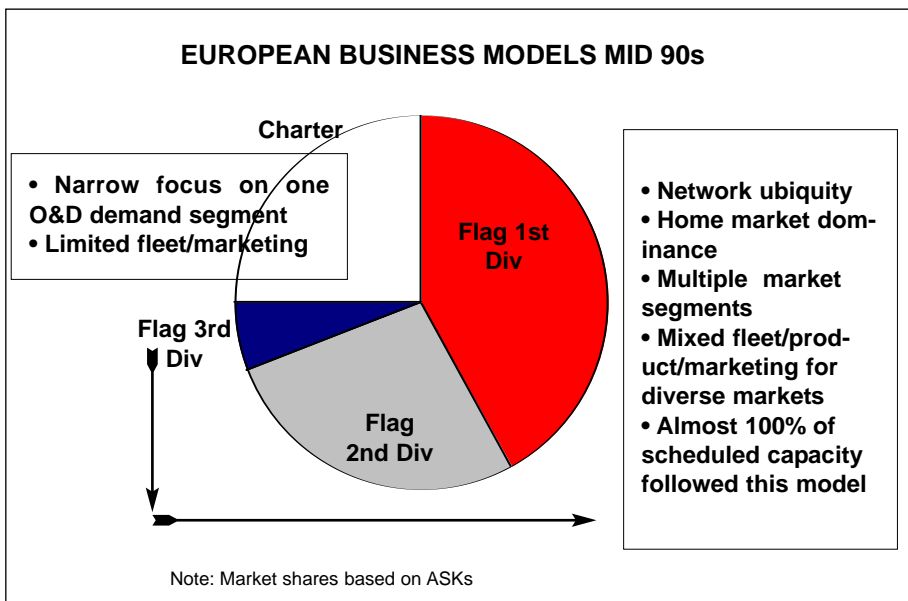 EUROPEAN BUSINESS MODELS MID 90s
Charter
• Narrow focus on one
O&D demand segment
• Limited fleet/marketing
Flag 1st
Div
Flag 3rd
Div
Flag
2nd Div
• Network ubiquity
• Home market dom-
inance
• Multiple market
segments
• Mixed fleet/prod-
uct/marketing for
diverse markets
• Almost 100% of
scheduled capacity
followed this model
Note: Market shares based on ASKs